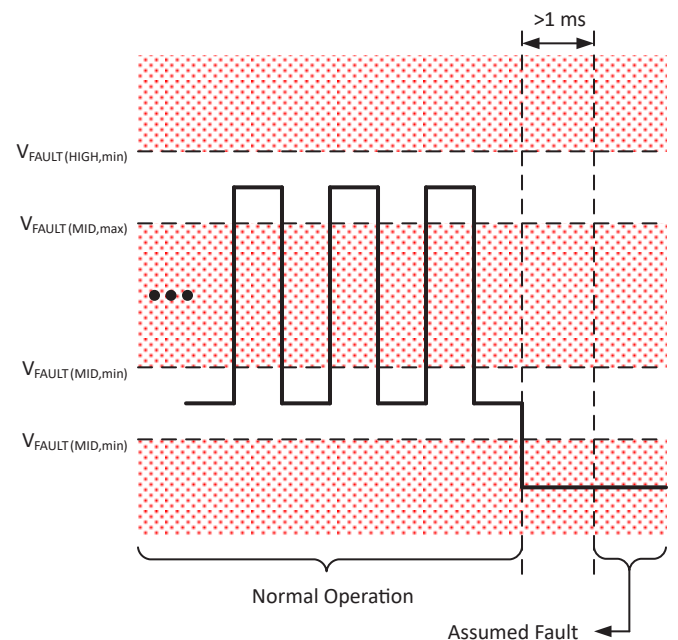 >1 ms
VFAULT(HIGH,min)
VFAULT(MID,max)
VFAULT(MID,min)
VFAULT(MID,min)
Normal Operation
Assumed Fault